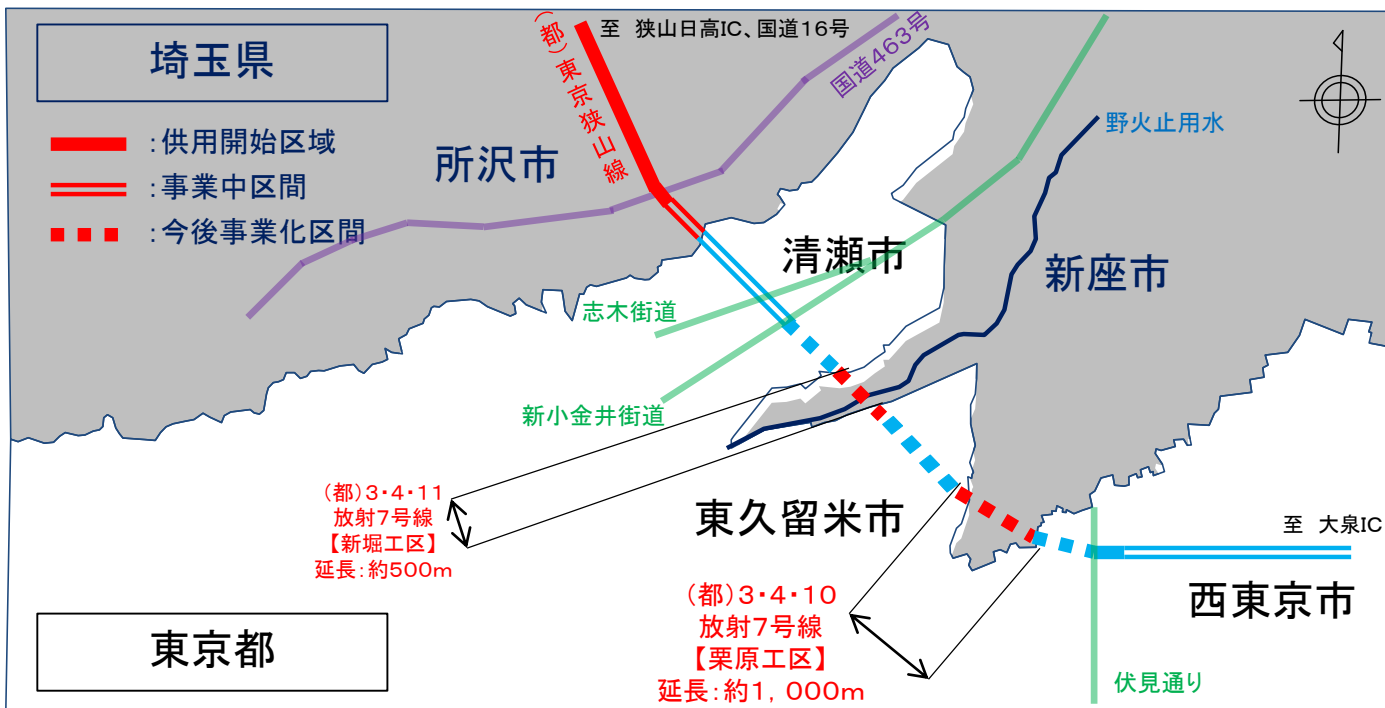 埼玉県
:供用開始区域
:事業中区間
:今後事業化区間
至 狭山日高IC、国道16号
(都)東京狭山線
国道463号
所沢市
野火止用水
清瀬市
新座市
志木街道
新小金井街道
(都)3・4・11
放射7号線
【新堀工区】
延長:約500m
東久留米市
至 大泉IC
西東京市
(都)3・4・10
放射7号線
【栗原工区】
延長:約1,000m
伏見通り
東京都